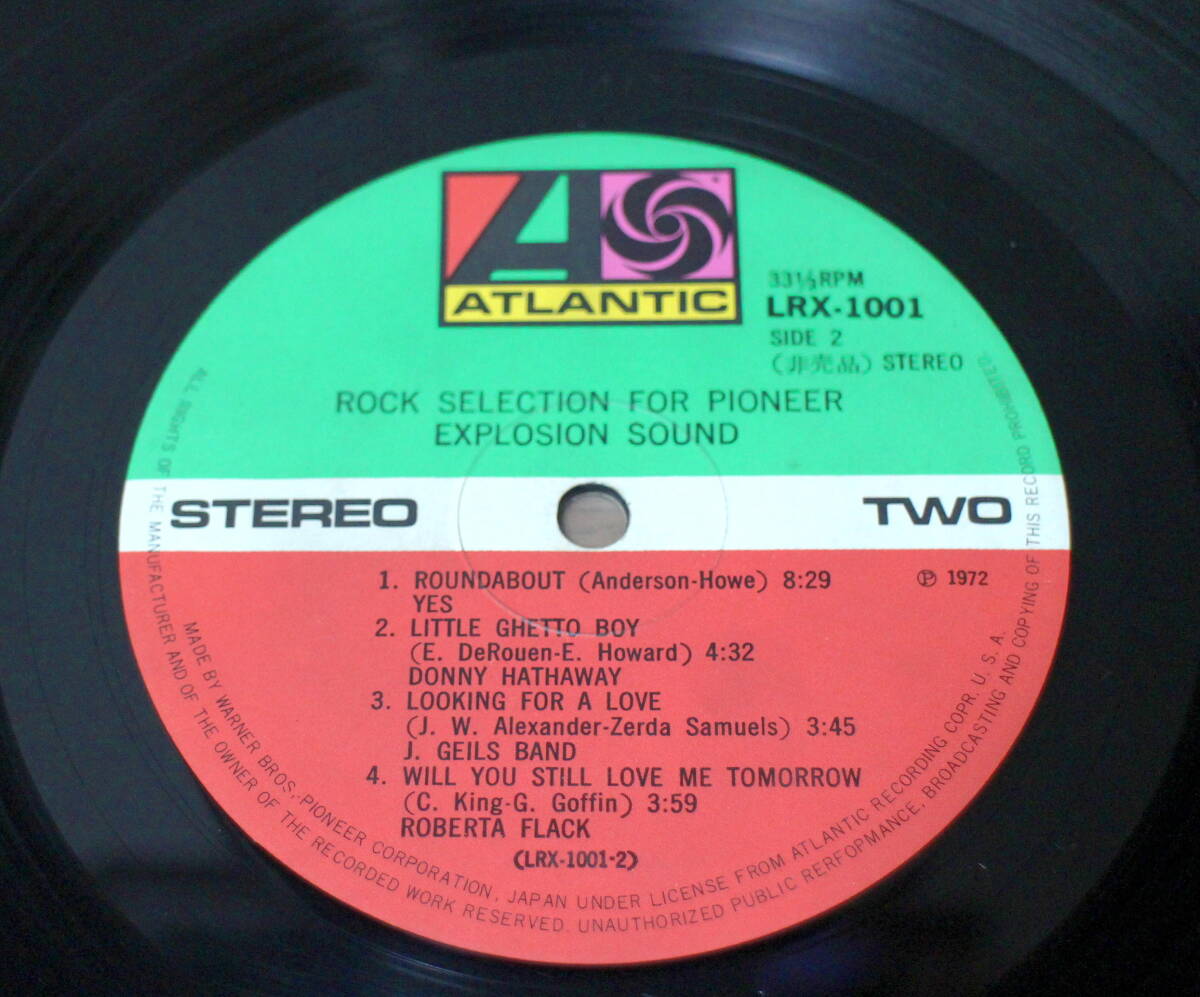 A
ATLANTIC
33 1/3 RPM
LRX-1001
SIDE 2
(非売品) STEREO
ROCK SELECTION FOR PIONEER
EXPLOSION SOUND
STEREO TWO
1. ROUNDABOUT (Anderson-Howe) 8:29
YES
℗ 1972
2. LITTLE GHETTO BOY
(E. DeRouen-E. Howard) 4:32
DONNY HATHAWAY
3. LOOKING FOR A LOVE
(J. W. Alexander-Zerda Samuels) 3:45
J. GEILS BAND
4. WILL YOU STILL LOVE ME TOMORROW
(C. King-G. Goffin) 3:59
ROBERTA FLACK
(LRX-1001-2)
MADE BY WARNER BROS.-PIONEER CORPORATION, JAPAN UNDER LICENSE FROM ATLANTIC RECORDING COPR. U. S. A.
ALL RIGHTS OF THE MANUFACTURER AND OF THE OWNER OF THE RECORDED WORK RESERVED. UNAUTHORIZED PUBLIC RERFOPMANCE, BROADCASTING AND COPYING OF THIS RECORD PROHIBITED.